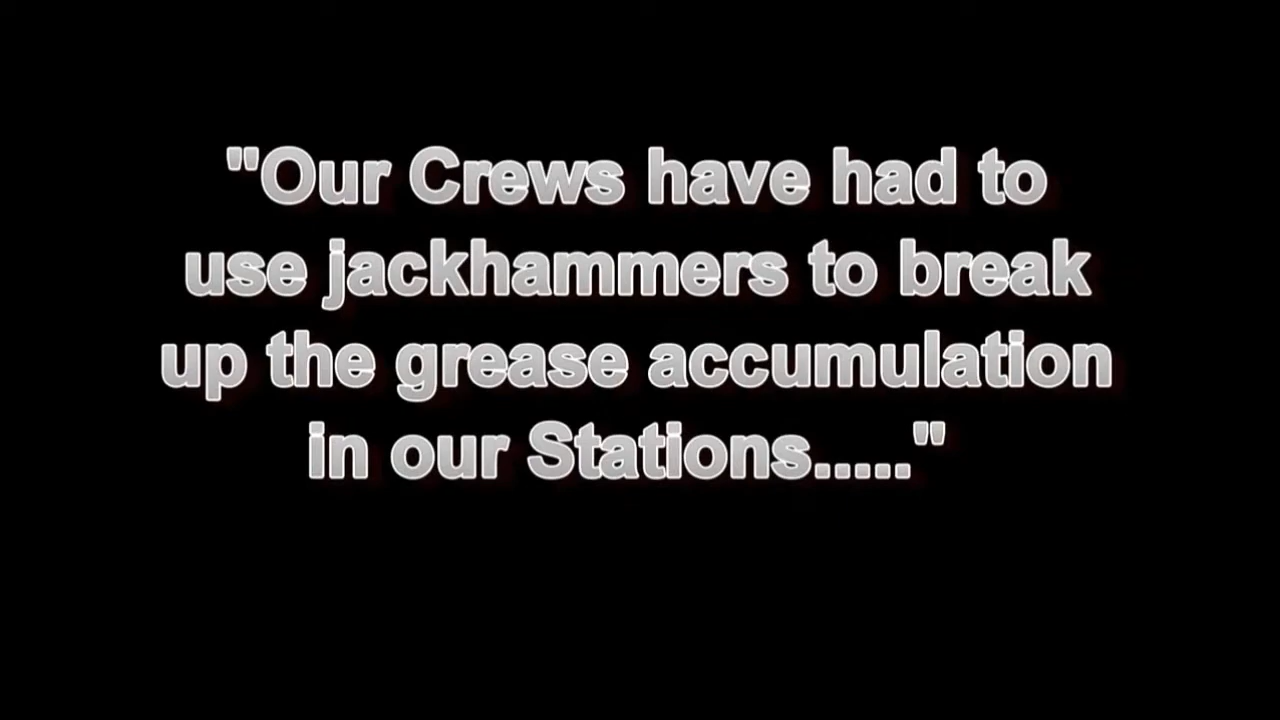 "Our Crews have had to
use jackhammers to break
up the grease accumulation
in our Stations....."